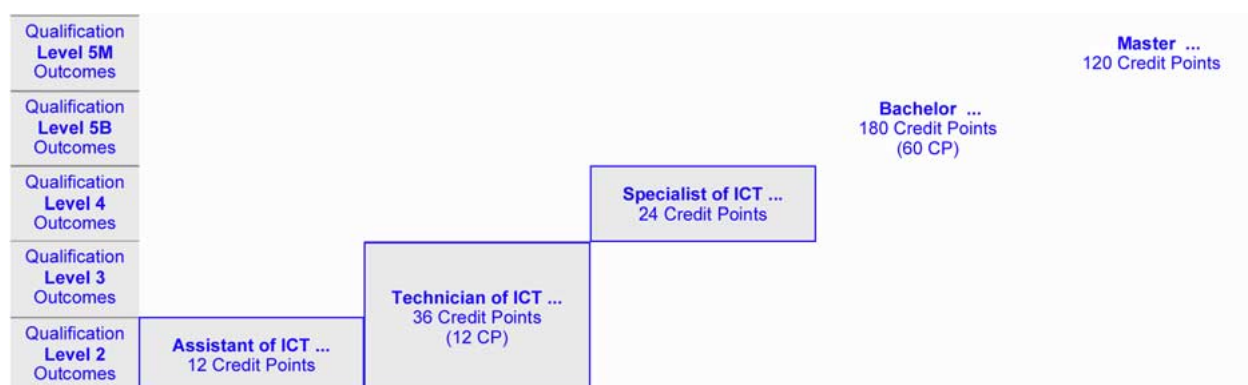 Qualification
Level 5M
Outcomes
Master ...
120 Credit Points
Qualification
Level 5B
Outcomes
Bachelor ...
180 Credit Points
(60 CP)
Qualification
Level 4
Outcomes
Specialist of ICT ...
24 Credit Points
Qualification
Level 3
Outcomes
Technician of ICT ...
36 Credit Points
(12 CP)
Qualification
Level 2
Outcomes
Assistant of ICT ...
12 Credit Points